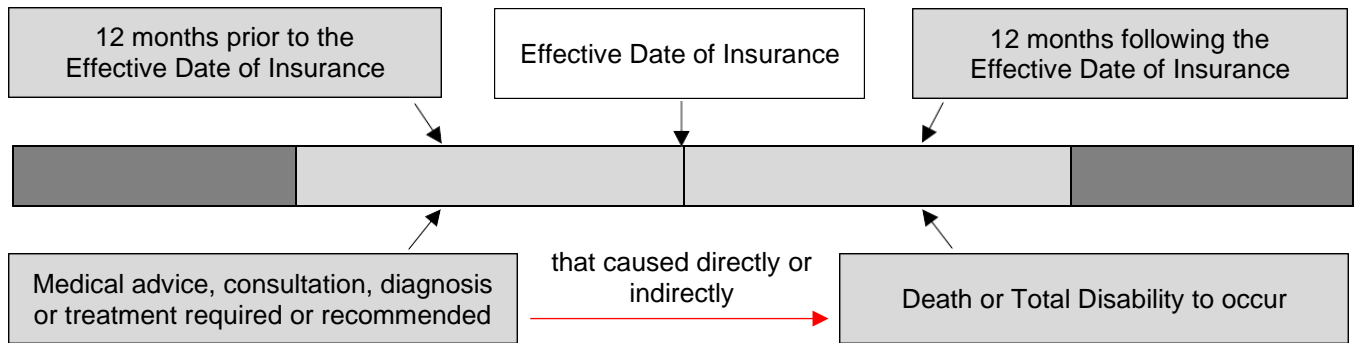 12 months prior to the
Effective Date of Insurance
Effective Date of Insurance
12 months following the
Effective Date of Insurance
Medical advice, consultation, diagnosis
or treatment required or recommended
that caused directly or
indirectly
Death or Total Disability to occur